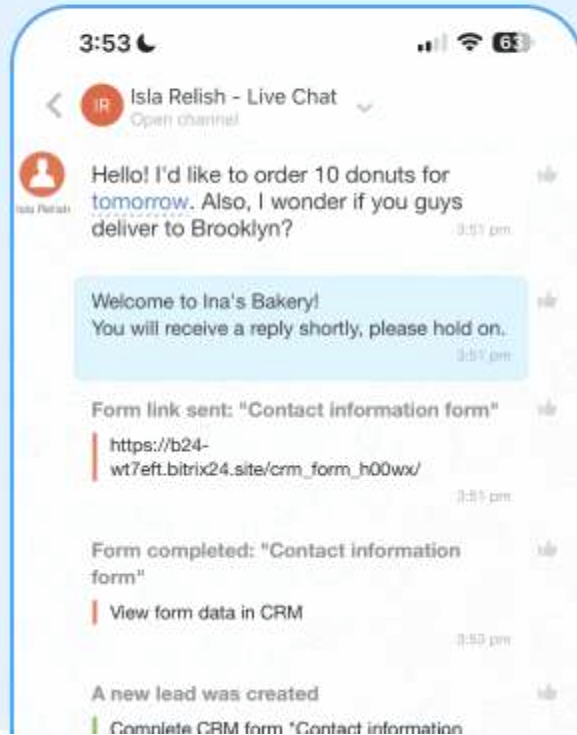 3:53
63
IR
Isla Relish - Live Chat
Open channel
Isla Relish
Hello! I'd like to order 10 donuts for
tomorrow. Also, I wonder if you guys
deliver to Brooklyn?
3:51 pm
Welcome to Ina's Bakery!
You will receive a reply shortly, please hold on.
3:51 pm
Form link sent: "Contact information form"
https://b24-
wt7eft.bitrix24.site/crm_form_h00wx/
3:51 pm
Form completed: "Contact information
form"
View form data in CRM
3:53 pm
A new lead was created
Complete CRM form "Contact information